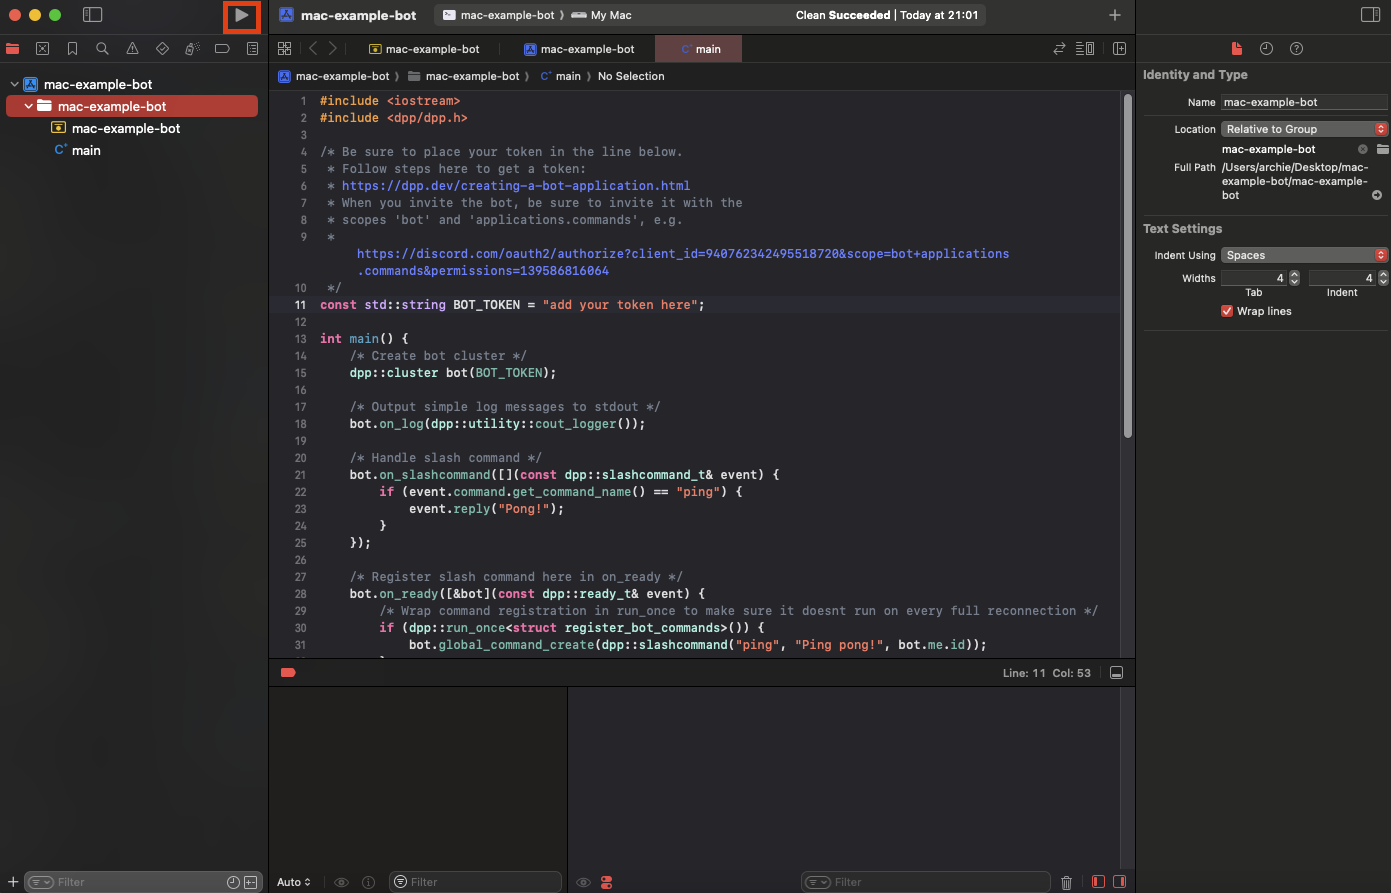 mac-example-bot
mac-example-bot 〉 My Mac
Clean Succeeded | Today at 21:01
mac-example-bot
mac-example-bot
C+ main
mac-example-bot 〉 mac-example-bot 〉 C+ main 〉 No Selection
mac-example-bot
mac-example-bot
mac-example-bot
C+ main
1 #include <iostream>
2 #include <dpp/dpp.h>
3
4 /* Be sure to place your token in the line below.
5  * Follow steps here to get a token:
6  * https://dpp.dev/creating-a-bot-application.html
7  * When you invite the bot, be sure to invite it with the
8  * scopes 'bot' and 'applications.commands', e.g.
9  *
https://discord.com/oauth2/authorize?client_id=940762342495518720&scope=bot+applications
.commands&permissions=139586816064
10  */
11 const std::string BOT_TOKEN = "add your token here";
12
13 int main() {
14     /* Create bot cluster */
15     dpp::cluster bot(BOT_TOKEN);
16
17     /* Output simple log messages to stdout */
18     bot.on_log(dpp::utility::cout_logger());
19
20     /* Handle slash command */
21     bot.on_slashcommand([](const dpp::slashcommand_t& event) {
22         if (event.command.get_command_name() == "ping") {
23             event.reply("Pong!");
24         }
25     });
26
27     /* Register slash command here in on_ready */
28     bot.on_ready([&bot](const dpp::ready_t& event) {
29         /* Wrap command registration in run_once to make sure it doesnt run on every full reconnection */
30         if (dpp::run_once<struct register_bot_commands>()) {
31             bot.global_command_create(dpp::slashcommand("ping", "Ping pong!", bot.me.id));
Line: 11 Col: 53
Identity and Type
Name mac-example-bot
Location Relative to Group
mac-example-bot
Full Path /Users/archie/Desktop/mac-
example-bot/mac-example-
bot
Text Settings
Indent Using Spaces
Widths 4 4
Tab Indent
Wrap lines
Filter
Auto
Filter
Filter